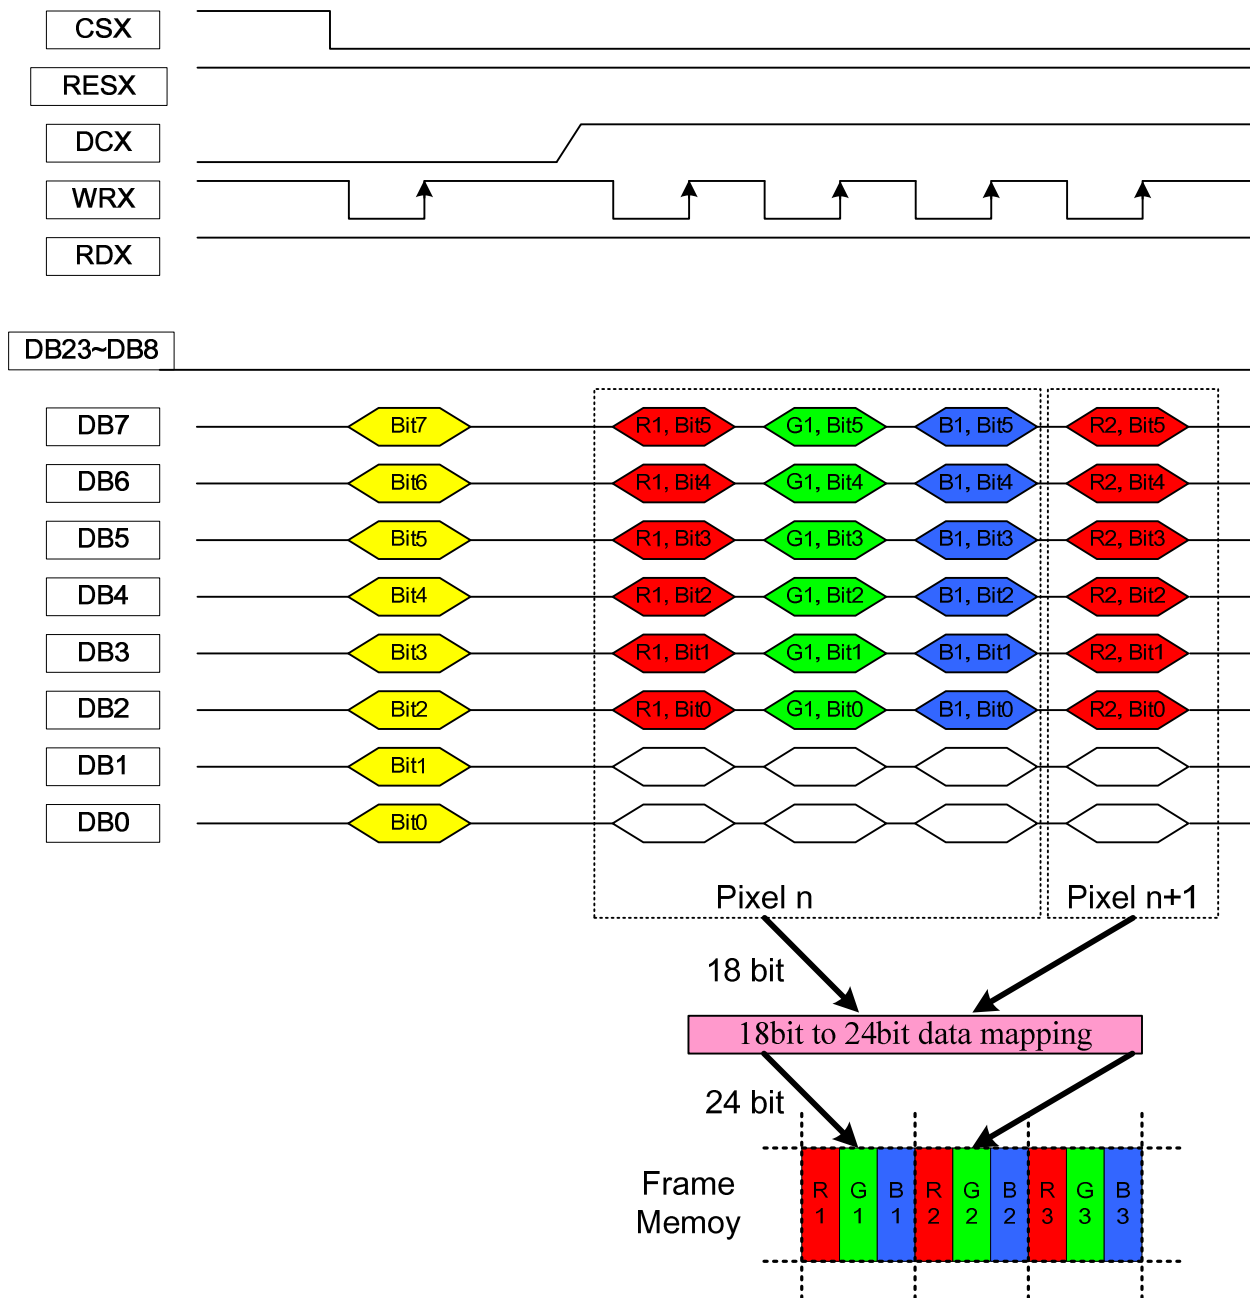 CSX
RESX
DCX
WRX
RDX
DB23~DB8
DB7 Bit7 R1, Bit5 G1, Bit5 B1, Bit5 R2, Bit5
DB6 Bit6 R1, Bit4 G1, Bit4 B1, Bit4 R2, Bit4
DB5 Bit5 R1, Bit3 G1, Bit3 B1, Bit3 R2, Bit3
DB4 Bit4 R1, Bit2 G1, Bit2 B1, Bit2 R2, Bit2
DB3 Bit3 R1, Bit1 G1, Bit1 B1, Bit1 R2, Bit1
DB2 Bit2 R1, Bit0 G1, Bit0 B1, Bit0 R2, Bit0
DB1 Bit1
DB0 Bit0
Pixel n Pixel n+1
18 bit
18bit to 24bit data mapping
24 bit
Frame
Memoy
R G B R G B R G B
1 1 1 2 2 2 3 3 3